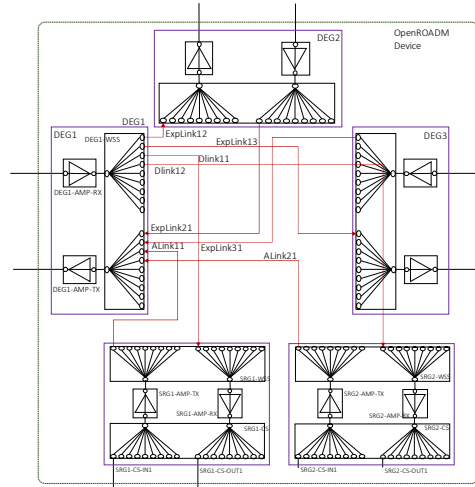 OpenROADM
Device
DEG2
DEG1
DEG1
DEG3
DEG1-WSS
ExpLink12
ExpLink13
Dlink11
Dlink12
DEG1-AMP-RX
ExpLink21
ALink11
ExpLink31
ALink21
DEG1-AMP-TX
SRG1-WSS
SRG2-WSS
SRG1-AMP-TX
SRG1-AMP-RX
SRG2-AMP-TX
SRG2-AMP-RX
SRG1-CS
SRG2-CS
SRG1-CS-IN1
SRG1-CS-OUT1
SRG2-CS-IN1
SRG2-CS-OUT1